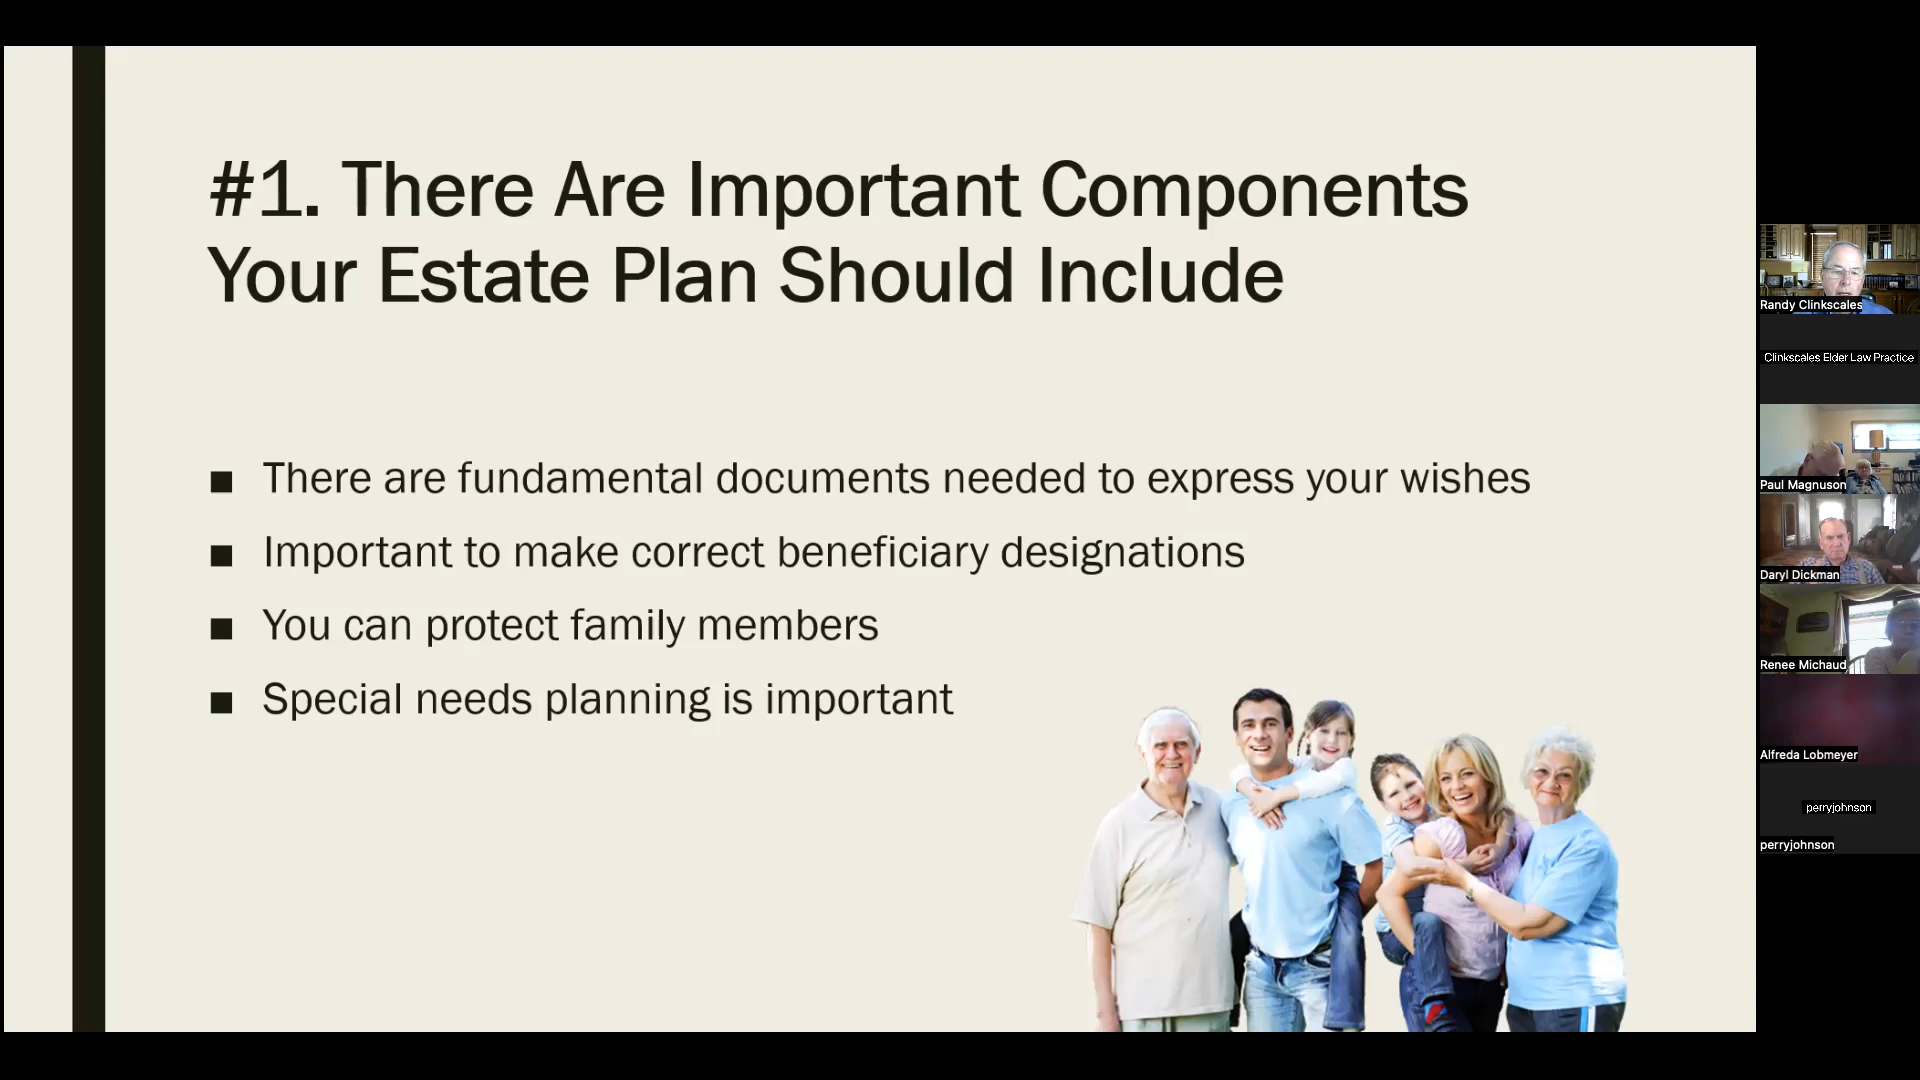 #1. There Are Important Components
Your Estate Plan Should Include
■ There are fundamental documents needed to express your wishes
■ Important to make correct beneficiary designations
■ You can protect family members
■ Special needs planning is important
Randy Clinkscales
Clinkscales Elder Law Practice
Paul Magnuson
Daryl Dickman
Renee Michaud
Alfreda Lobmeyer
perryjohnson
perryjohnson